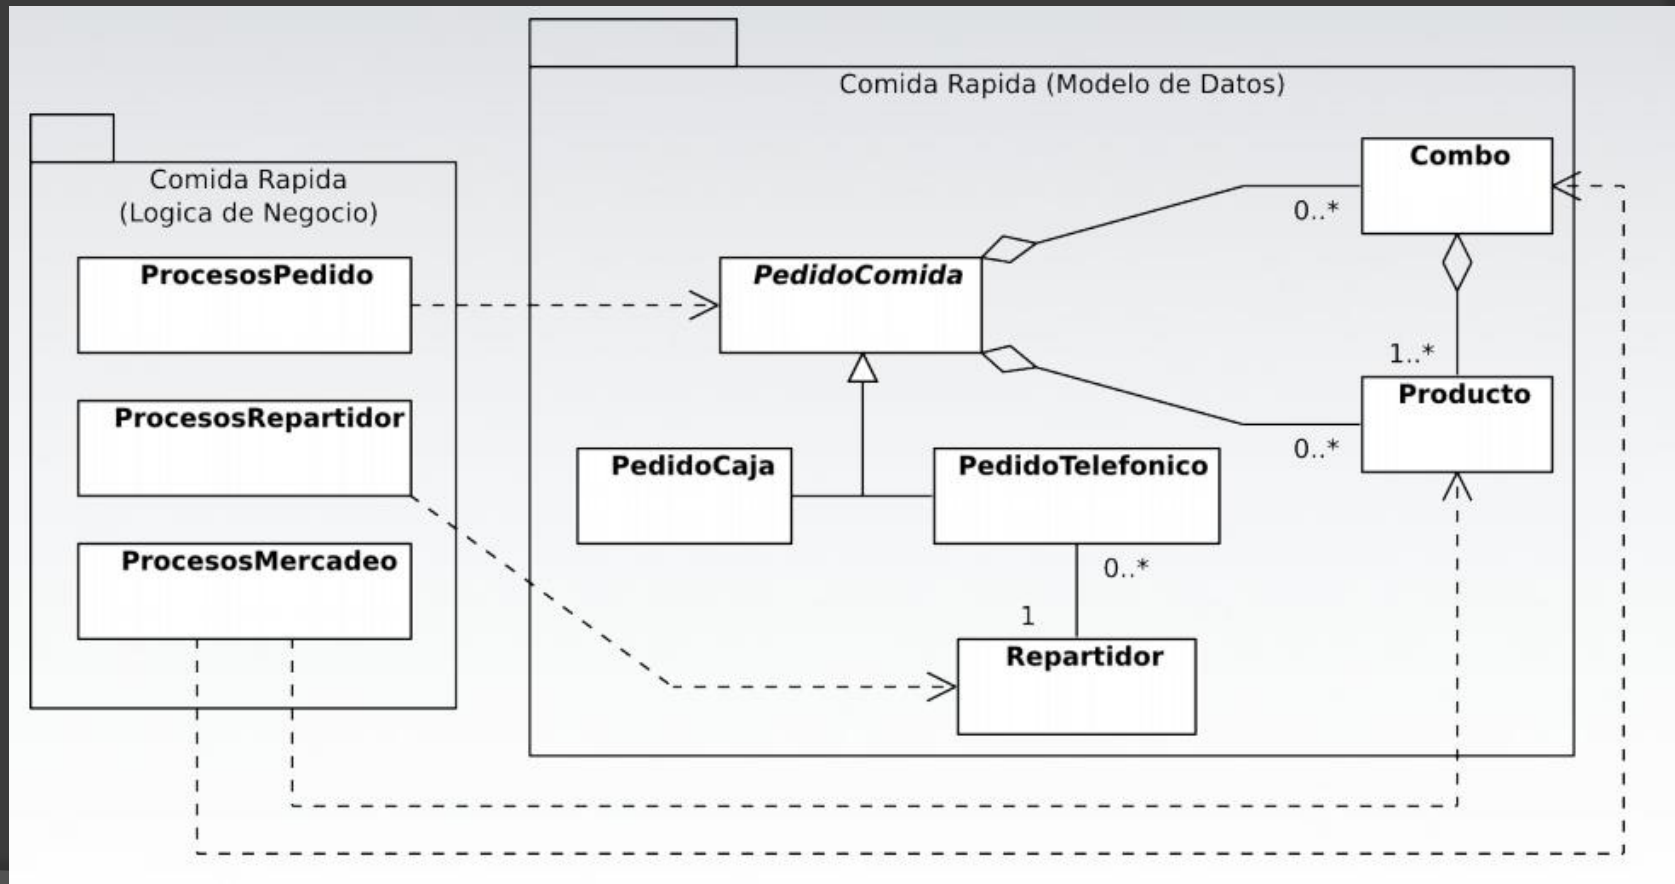 Comida Rapida
(Logica de Negocio)
ProcesosPedido
ProcesosRepartidor
ProcesosMercadeo
Comida Rapida (Modelo de Datos)
Combo
0..*
PedidoComida
1..*
Producto
0..*
PedidoCaja
PedidoTelefonico
0..*
1
Repartidor